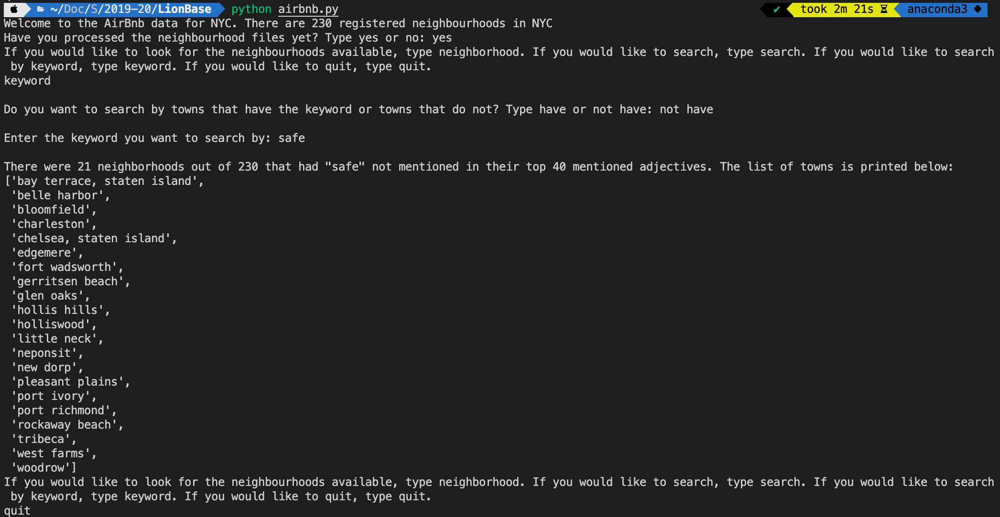 ~/Doc/S/2019-20/LionBase python airbnb.py ✔ took 2m 21s anaconda3
Welcome to the AirBnb data for NYC. There are 230 registered neighbourhoods in NYC
Have you processed the neighbourhood files yet? Type yes or no: yes
If you would like to look for the neighbourhoods available, type neighborhood. If you would like to search, type search. If you would like to search
by keyword, type keyword. If you would like to quit, type quit.
keyword
Do you want to search by towns that have the keyword or towns that do not? Type have or not have: not have
Enter the keyword you want to search by: safe
There were 21 neighborhoods out of 230 that had "safe" not mentioned in their top 40 mentioned adjectives. The list of towns is printed below:
['bay terrace, staten island',
'belle harbor',
'bloomfield',
'charleston',
'chelsea, staten island',
'edgemere',
'fort wadsworth',
'gerritsen beach',
'glen oaks',
'hollis hills',
'holliswood',
'little neck',
'neponsit',
'new dorp',
'pleasant plains',
'port ivory',
'port richmond',
'rockaway beach',
'tribeca',
'west farms',
'woodrow']
If you would like to look for the neighbourhoods available, type neighborhood. If you would like to search, type search. If you would like to search
by keyword, type keyword. If you would like to quit, type quit.
quit